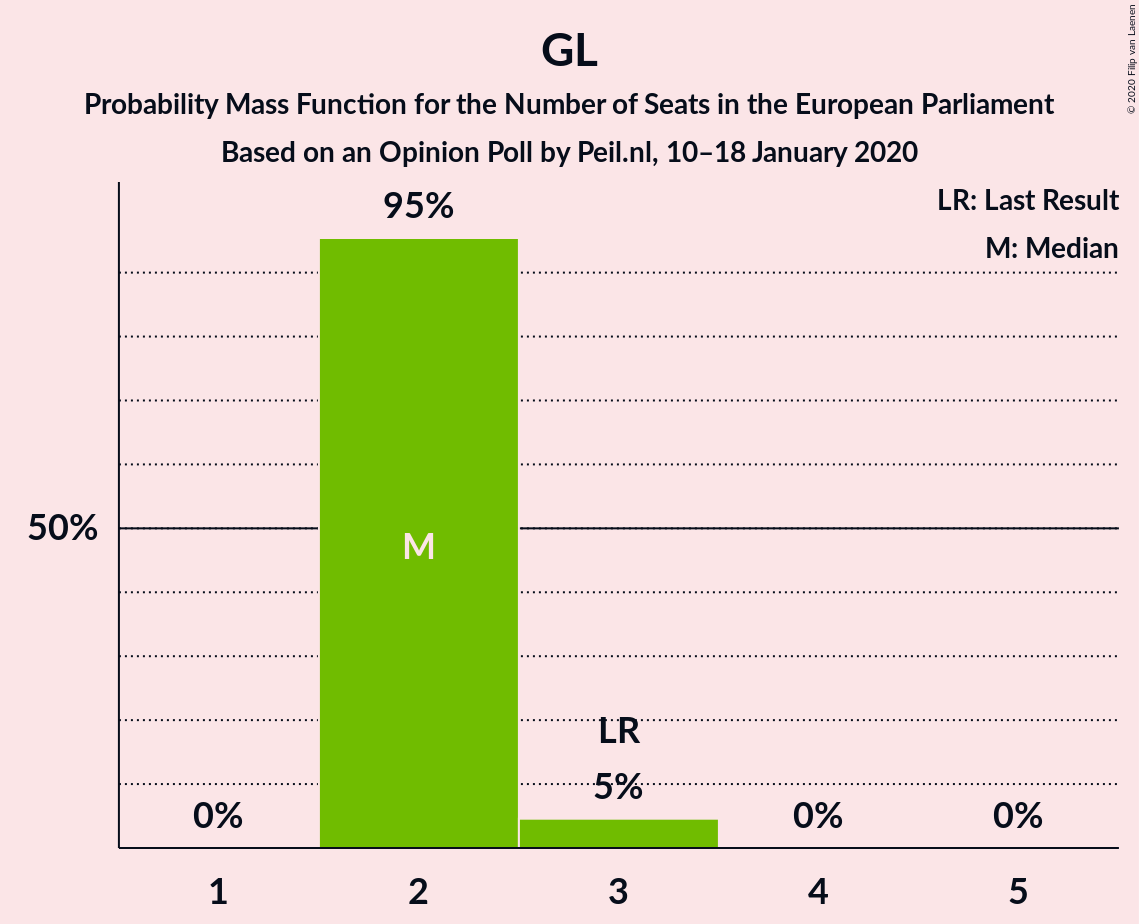 GL
Probability Mass Function for the Number of Seats in the European Parliament
Based on an Opinion Poll by Peil.nl, 10–18 January 2020
© 2020 Filip van Laenen
LR: Last Result
M: Median
95%
50%
M
LR
5%
0%
0%
0%
1
2
3
4
5